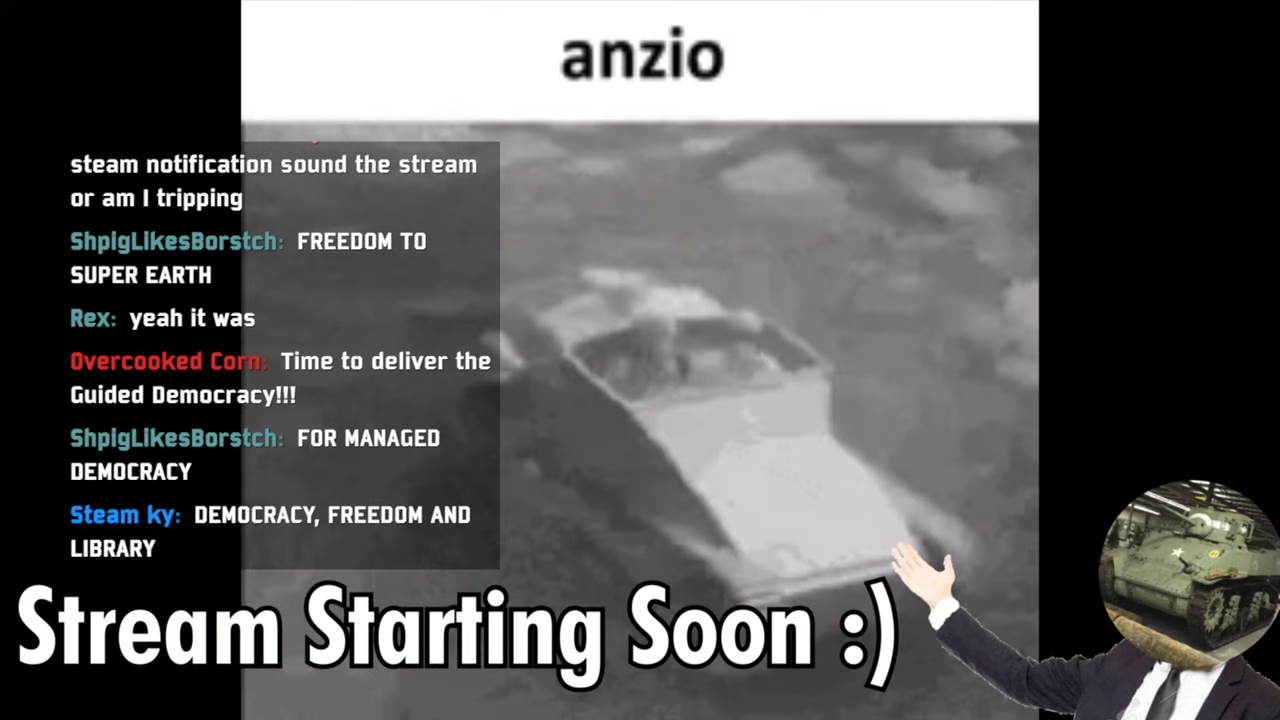 anzio
steam notification sound the stream
or am I tripping
ShpigLikesBorstch: FREEDOM TO
SUPER EARTH
Rex: yeah it was
Overcooked Corn: Time to deliver the
Guided Democracy!!!
ShpigLikesBorstch: FOR MANAGED
DEMOCRACY
Steam ky: DEMOCRACY, FREEDOM AND
LIBRARY
Stream Starting Soon :)